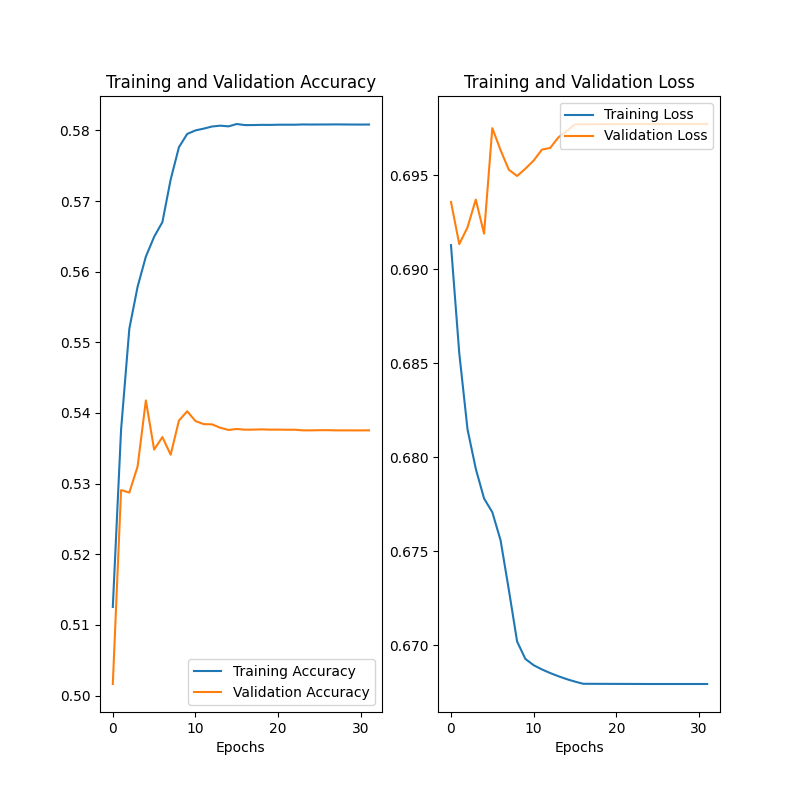 Training and Validation Accuracy
0.58
0.57
0.56
0.55
0.54
0.53
0.52
0.51
0.50
Training Accuracy
Validation Accuracy
0 10 20 30
Epochs
Training and Validation Loss
Training Loss
Validation Loss
0.695
0.690
0.685
0.680
0.675
0.670
0 10 20 30
Epochs